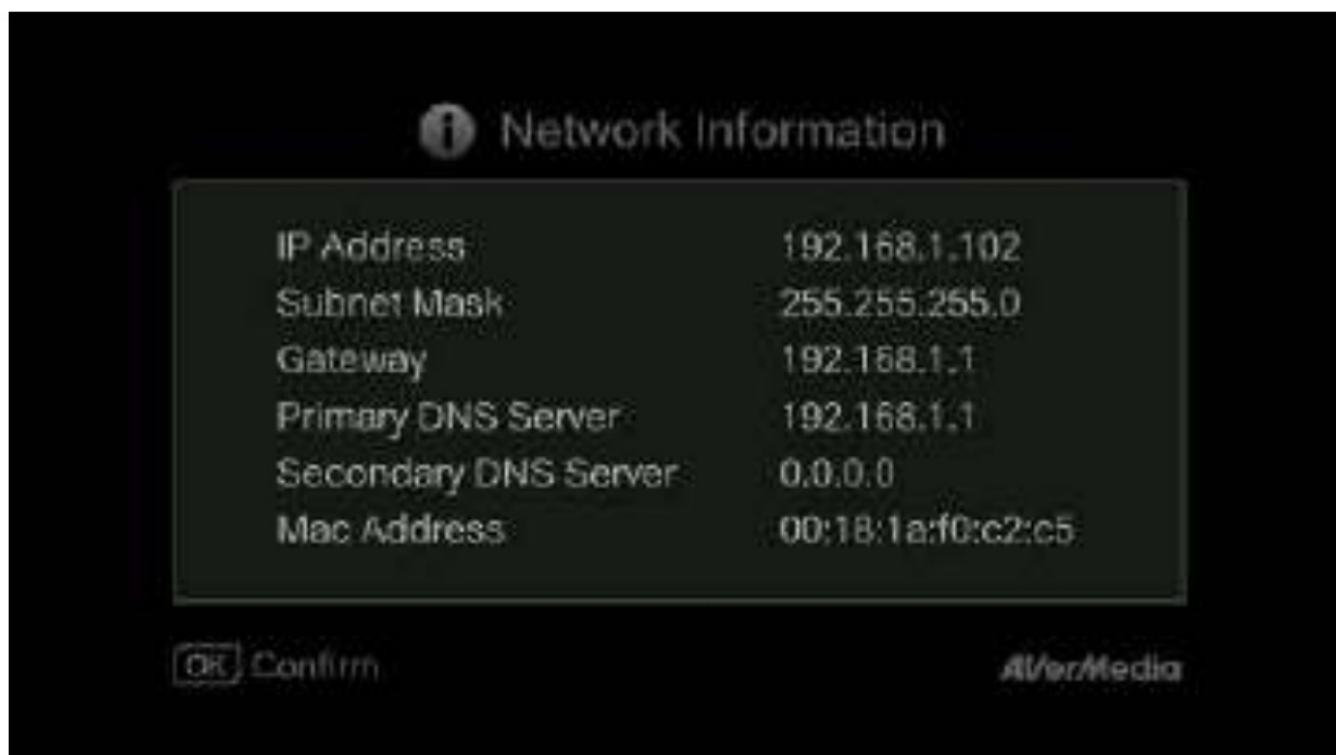 Network Information
IP Address 192.168.1.102
Subnet Mask 255.255.255.0
Gateway 192.168.1.1
Primary DNS Server 192.168.1.1
Secondary DNS Server 0.0.0.0
Mac Address 00:18:1a:f0:c2:c5
OK Confirm
AVerMedia